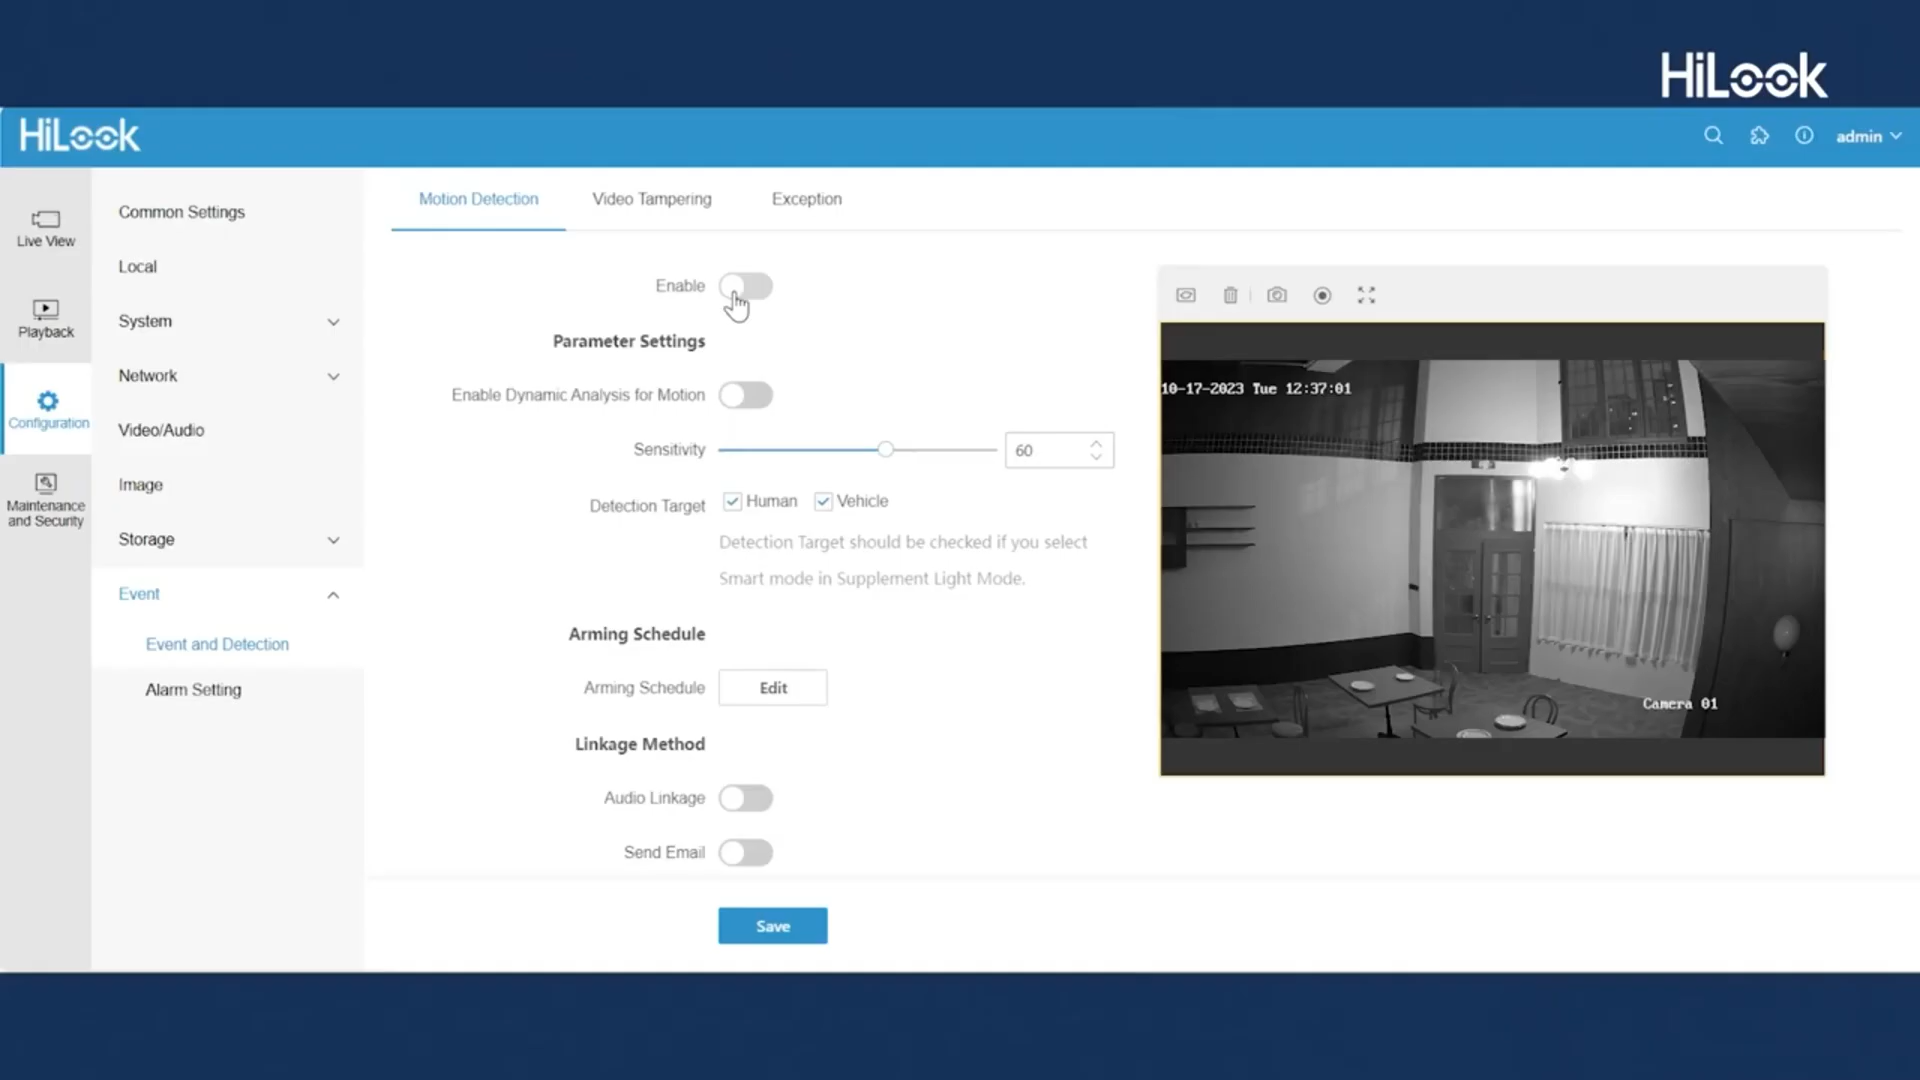 HiLook
HiLook
admin
Live View
Playback
Configuration
Maintenance
and Security
Common Settings
Local
System
Network
Video/Audio
Image
Storage
Event
Event and Detection
Alarm Setting
Motion Detection
Video Tampering
Exception
Enable
Parameter Settings
Enable Dynamic Analysis for Motion
Sensitivity
60
Detection Target
Human
Vehicle
Detection Target should be checked if you select
Smart mode in Supplement Light Mode.
Arming Schedule
Arming Schedule
Edit
Linkage Method
Audio Linkage
Send Email
Save
10-17-2023 Tue 12:37:01
Camera 01